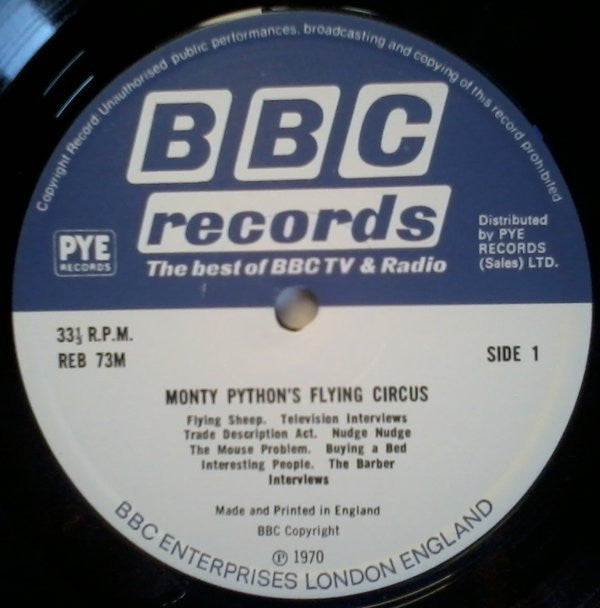 Copyright Record: Unauthorised public performances, broadcasting and copying of this record prohibited
BBC
records
The best of BBC TV & Radio
PYE
RECORDS
Distributed
by PYE
RECORDS
(Sales) LTD.
33⅓ R.P.M.
REB 73M
SIDE 1
MONTY PYTHON'S FLYING CIRCUS
Flying Sheep. Television Interviews
Trade Description Act. Nudge Nudge
The Mouse Problem. Buying a Bed
Interesting People. The Barber
Interviews
Made and Printed in England
BBC Copyright
℗ 1970
BBC ENTERPRISES LONDON ENGLAND